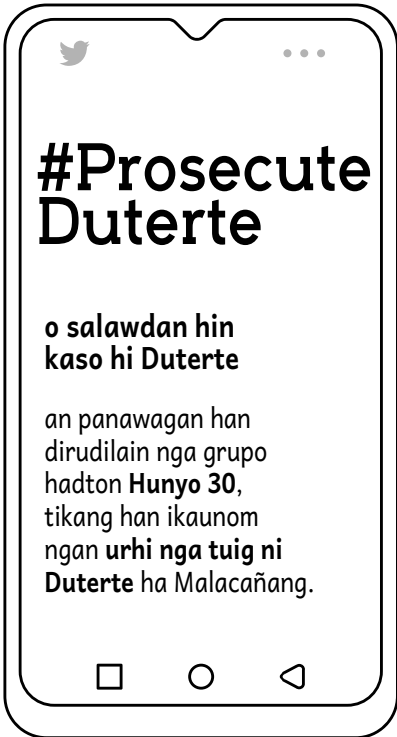 #Prosecute
Duterte
o salawdan hin
kaso hi Duterte
an panawagan han
dirudilain nga grupo
hadton Hunyo 30,
tikang han ikaunom
ngan urhi nga tuig ni
Duterte ha Malacañang.